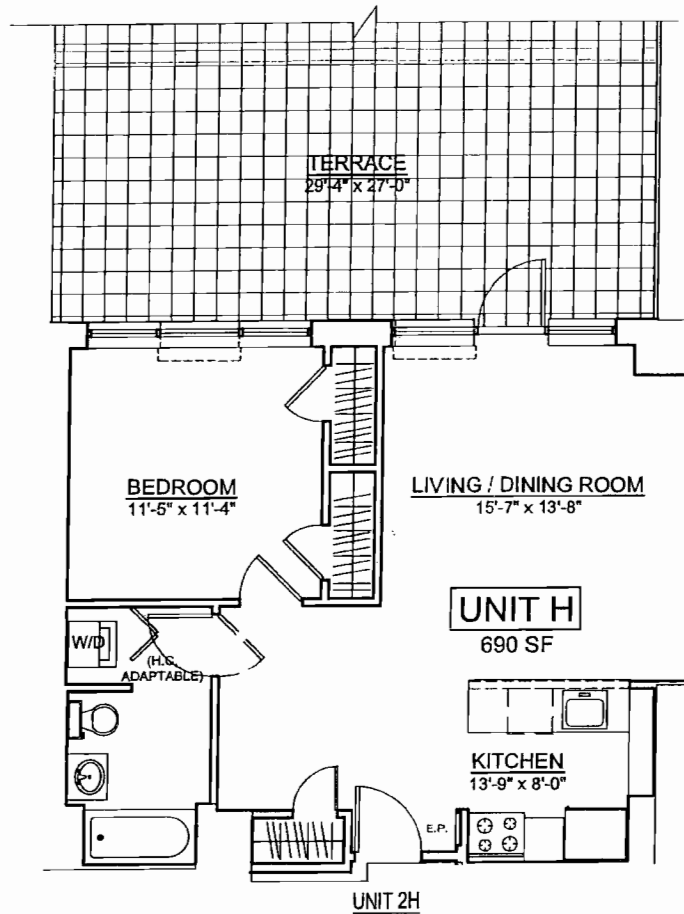 TERRACE
29'-4" x 27'-0"
BEDROOM
11'-5" x 11'-4"
LIVING / DINING ROOM
15'-7" x 13'-8"
UNIT H
690 SF
W/D
(H.C.
ADAPTABLE)
KITCHEN
13'-9" x 8'-0"
E.P.
UNIT 2H